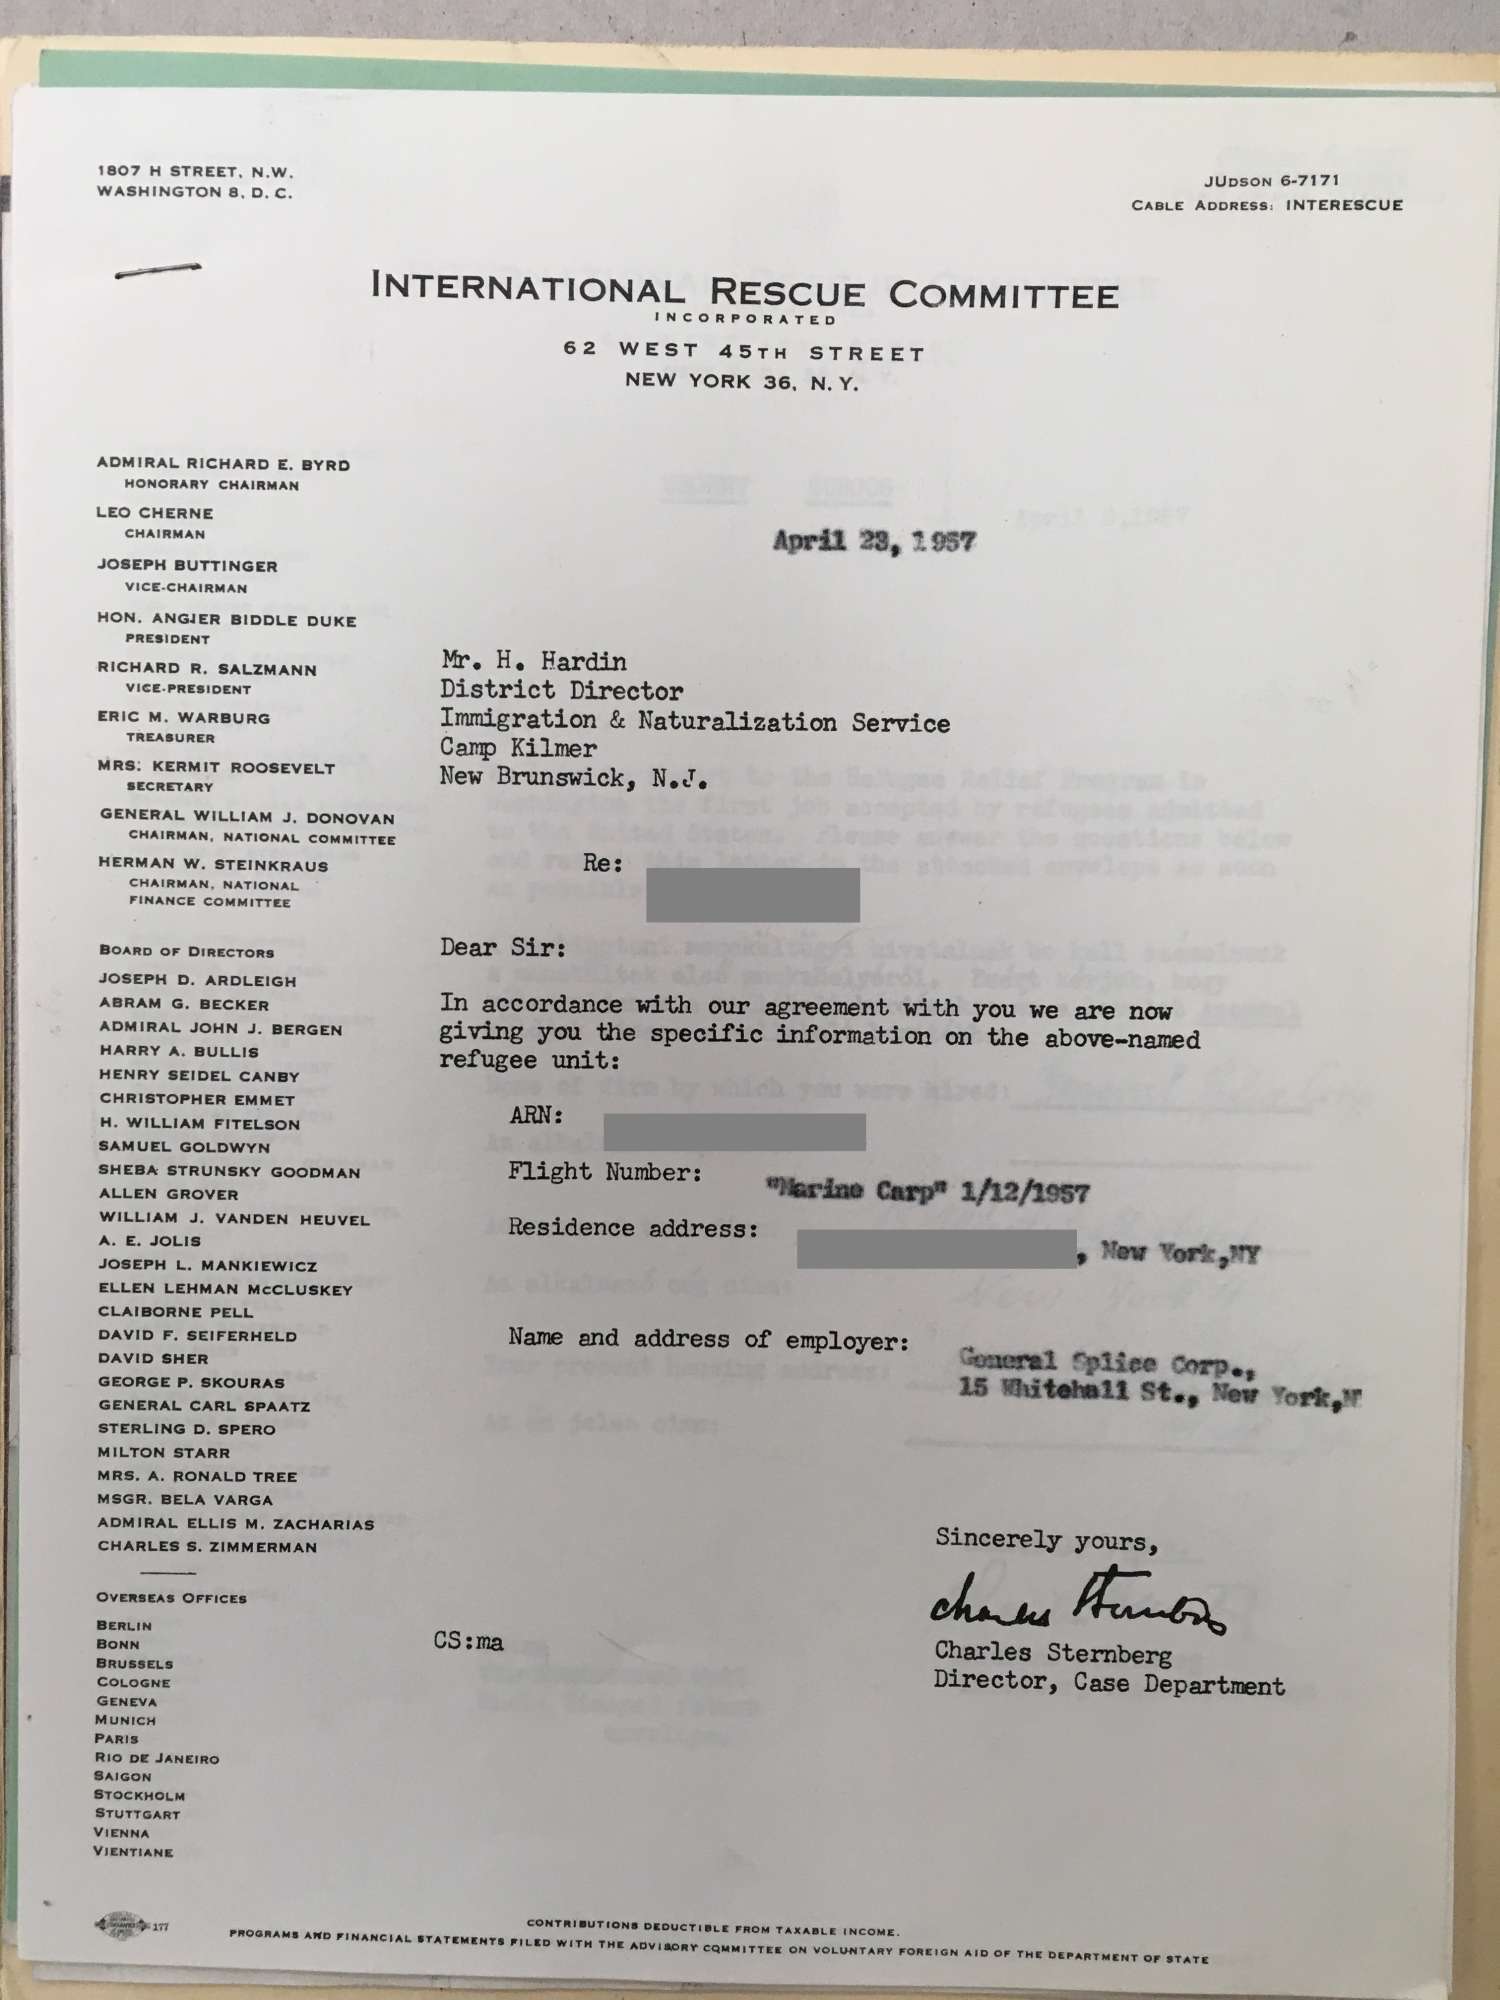 1807 H STREET, N.W.
WASHINGTON 8, D. C.
JUDSON 6-7171
CABLE ADDRESS: INTERESCUE
INTERNATIONAL RESCUE COMMITTEE
INCORPORATED
62 WEST 45TH STREET
NEW YORK 36, N. Y.
ADMIRAL RICHARD E. BYRD
HONORARY CHAIRMAN
LEO CHERNE
CHAIRMAN
JOSEPH BUTTINGER
VICE-CHAIRMAN
HON. ANGIER BIDDLE DUKE
PRESIDENT
RICHARD R. SALZMANN
VICE-PRESIDENT
ERIC M. WARBURG
TREASURER
MRS. KERMIT ROOSEVELT
SECRETARY
GENERAL WILLIAM J. DONOVAN
CHAIRMAN, NATIONAL COMMITTEE
HERMAN W. STEINKRAUS
CHAIRMAN, NATIONAL
FINANCE COMMITTEE
BOARD OF DIRECTORS
JOSEPH D. ARDLEIGH
ABRAM G. BECKER
ADMIRAL JOHN J. BERGEN
HARRY A. BULLIS
HENRY SEIDEL CANBY
CHRISTOPHER EMMET
H. WILLIAM FITELSON
SAMUEL GOLDWYN
SHEBA STRUNSKY GOODMAN
ALLEN GROVER
WILLIAM J. VANDEN HEUVEL
A. E. JOLIS
JOSEPH L. MANKIEWICZ
ELLEN LEHMAN McCLUSKEY
CLAIBORNE PELL
DAVID F. SEIFERHELD
DAVID SHER
GEORGE P. SKOURAS
GENERAL CARL SPAATZ
STERLING D. SPERO
MILTON STARR
MRS. A. RONALD TREE
MSGR. BELA VARGA
ADMIRAL ELLIS M. ZACHARIAS
CHARLES S. ZIMMERMAN
OVERSEAS OFFICES
BERLIN
BONN
BRUSSELS
COLOGNE
GENEVA
MUNICH
PARIS
RIO DE JANEIRO
SAIGON
STOCKHOLM
STUTTGART
VIENNA
VIENTIANE
April 23, 1957
Mr. H. Hardin
District Director
Immigration & Naturalization Service
Camp Kilmer
New Brunswick, N.J.
Re:
Dear Sir:
In accordance with our agreement with you we are now
giving you the specific information on the above-named
refugee unit:
ARN:
Flight Number: "Marine Carp" 1/12/1957
Residence address: , New York,NY
Name and address of employer: General Splice Corp.,
15 Whitehall St., New York,N
Sincerely yours,
Charles Sternberg
Charles Sternberg
Director, Case Department
CS:ma
177
CONTRIBUTIONS DEDUCTIBLE FROM TAXABLE INCOME.
PROGRAMS AND FINANCIAL STATEMENTS FILED WITH THE ADVISORY COMMITTEE ON VOLUNTARY FOREIGN AID OF THE DEPARTMENT OF STATE